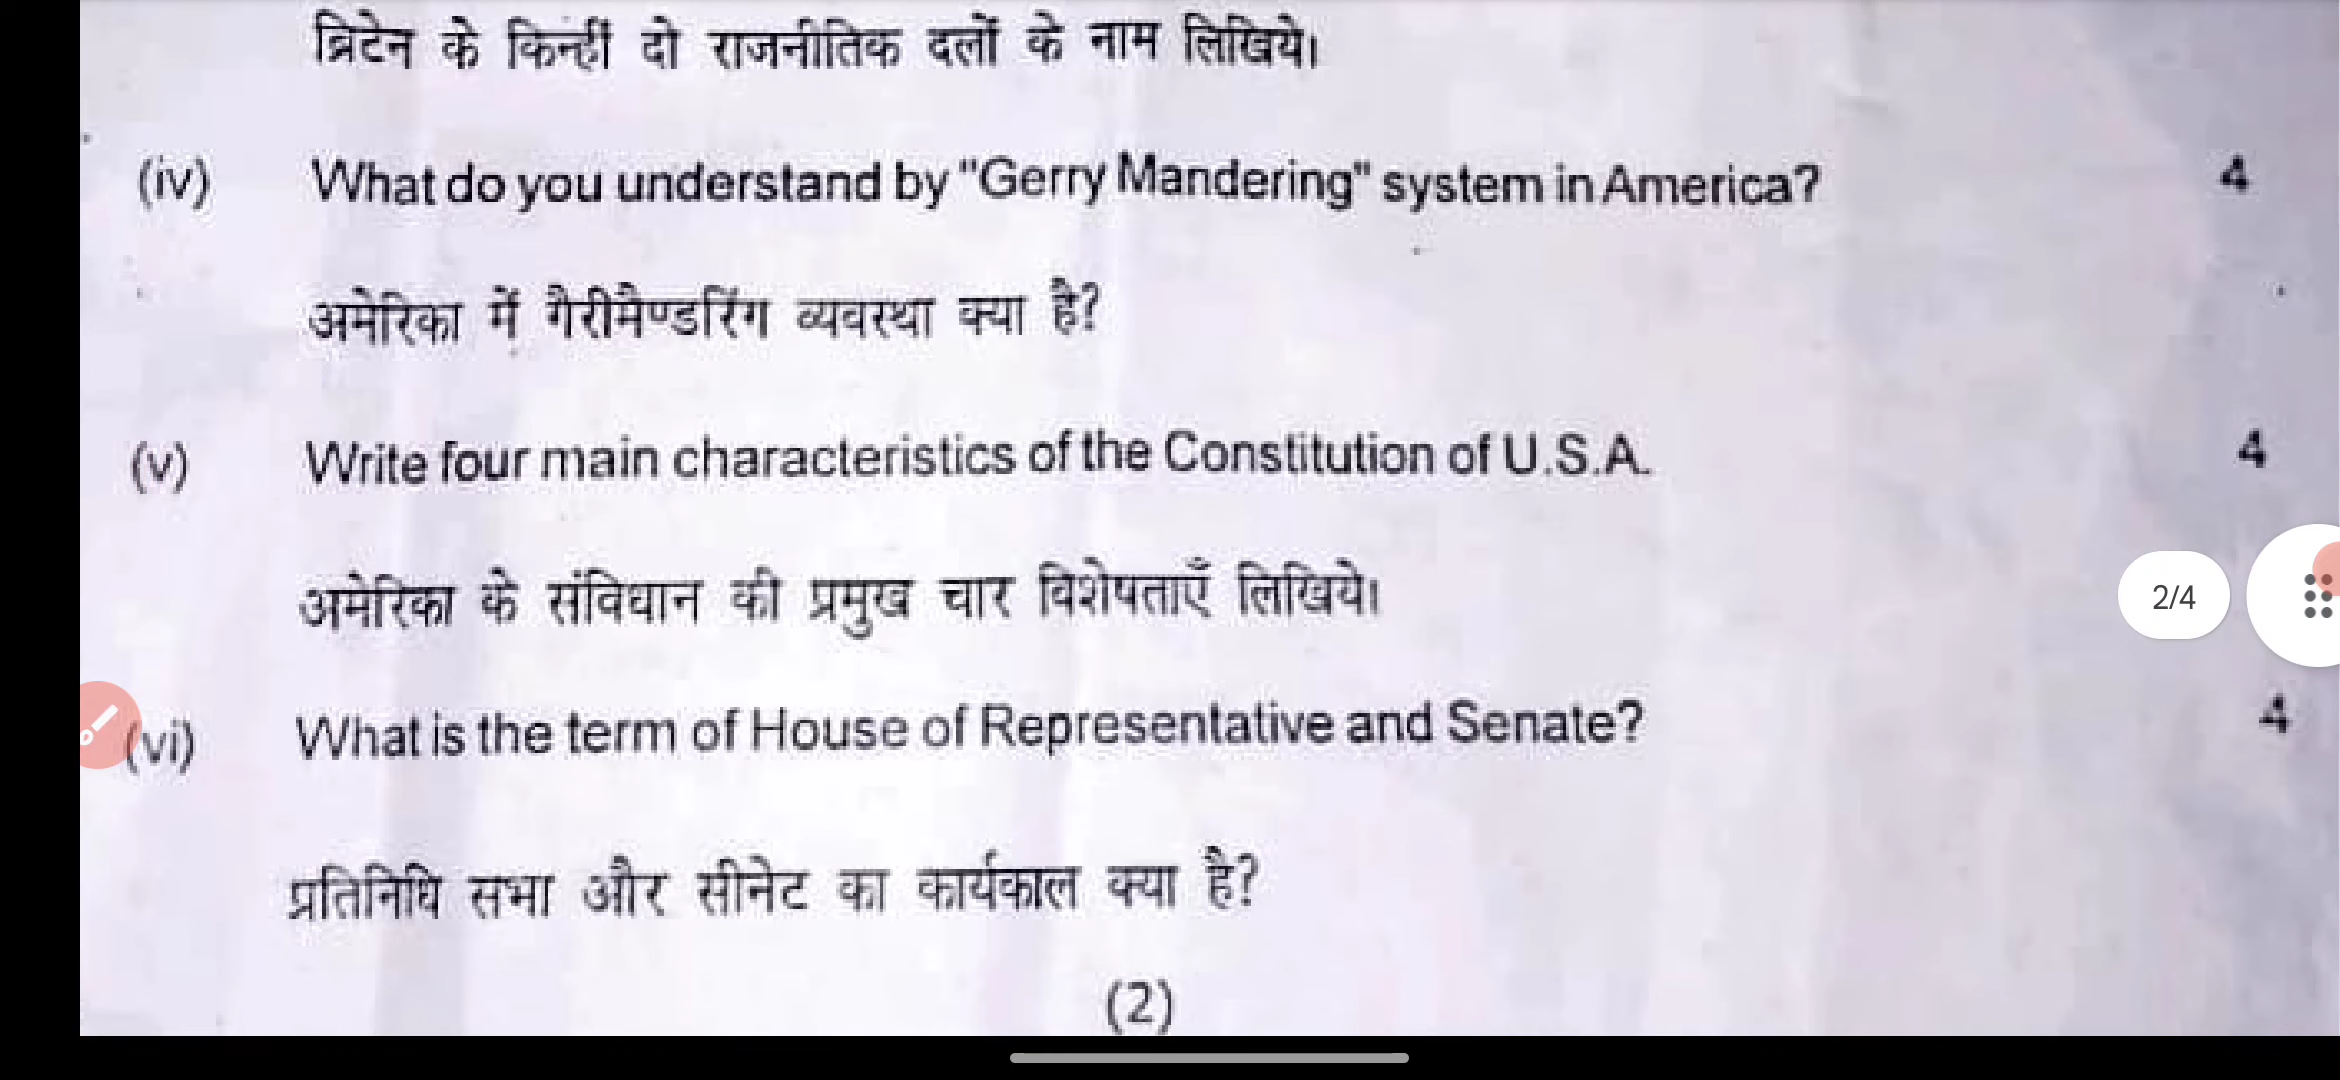 ब्रिटेन के किन्हीं दो राजनीतिक दलों के नाम लिखिये।
(iv) What do you understand by "Gerry Mandering" system in America? 4
अमेरिका में गैरीमैण्डरिंग व्यवस्था क्या है?
(v) Write four main characteristics of the Constitution of U.S.A. 4
अमेरिका के संविधान की प्रमुख चार विशेषताएँ लिखिये।
2/4
(vi) What is the term of House of Representative and Senate? 4
प्रतिनिधि सभा और सीनेट का कार्यकाल क्या है?
(2)